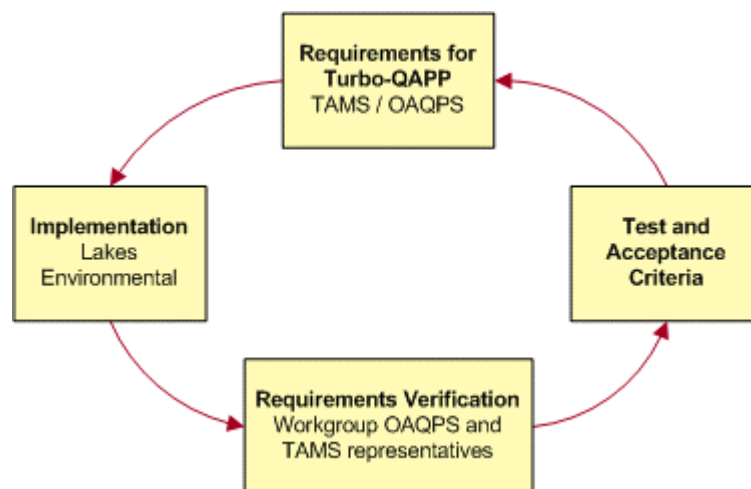 Requirements for
Turbo-QAPP
TAMS / OAQPS
Implementation
Lakes
Environmental
Test and
Acceptance
Criteria
Requirements Verification
Workgroup OAQPS and
TAMS representatives